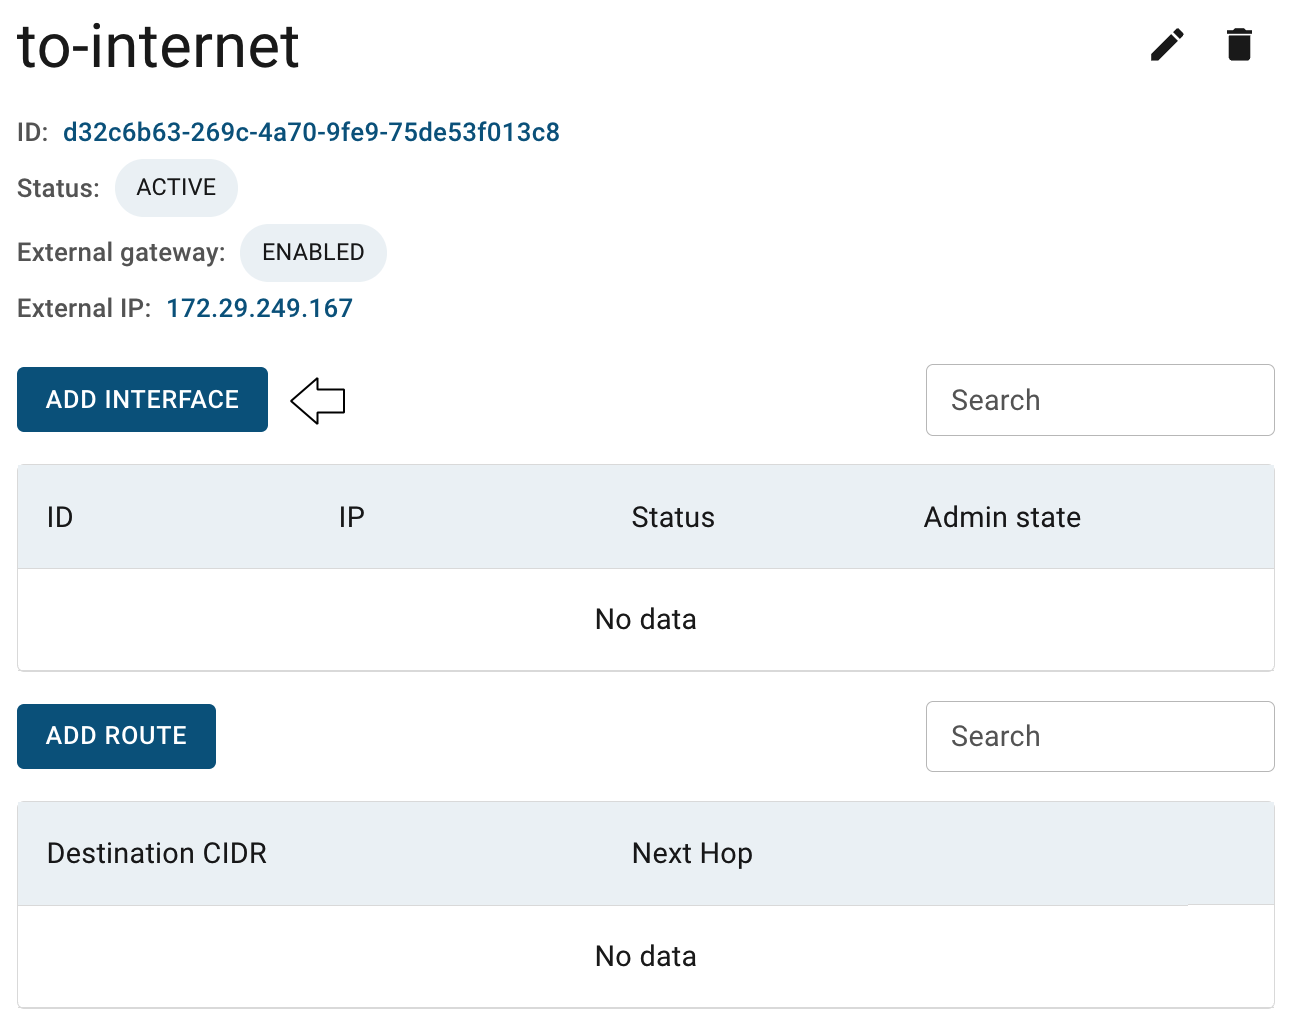 to-internet
ID: d32c6b63-269c-4a70-9fe9-75de53f013c8
Status: ACTIVE
External gateway: ENABLED
External IP: 172.29.249.167
ADD INTERFACE Search
ID IP Status Admin state
No data
ADD ROUTE Search
Destination CIDR Next Hop
No data